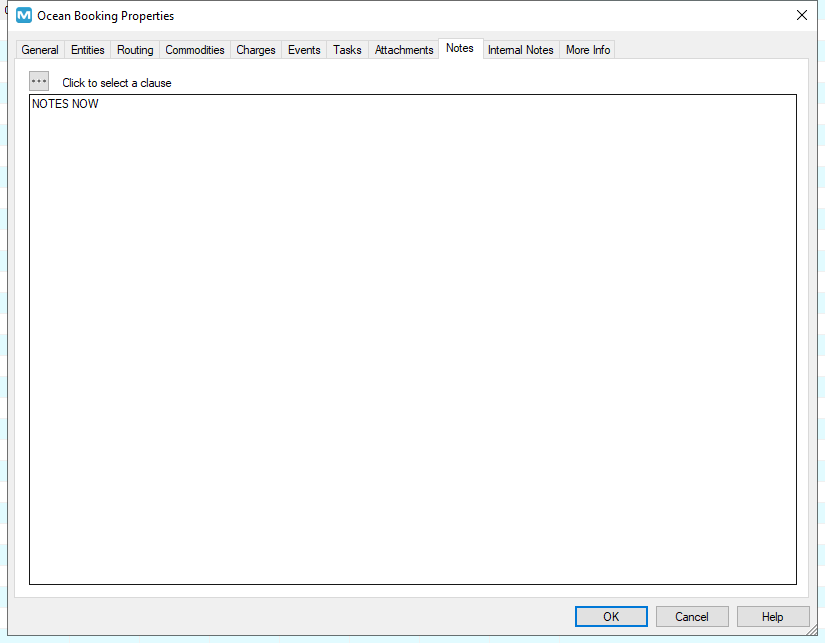 Ocean Booking Properties
General Entities Routing Commodities Charges Events Tasks Attachments Notes Internal Notes More Info
... Click to select a clause
NOTES NOW
OK Cancel Help